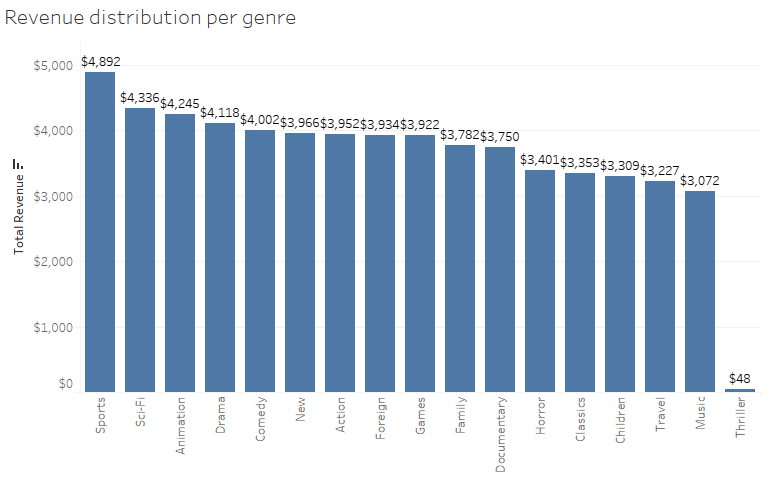 Revenue distribution per genre
Total Revenue
$5,000
$4,000
$3,000
$2,000
$1,000
$0
$4,892
$4,336
$4,245
$4,118
$4,002
$3,966
$3,952
$3,934
$3,922
$3,782
$3,750
$3,401
$3,353
$3,309
$3,227
$3,072
$48
Sports
Sci-Fi
Animation
Drama
Comedy
New
Action
Foreign
Games
Family
Documentary
Horror
Classics
Children
Travel
Music
Thriller